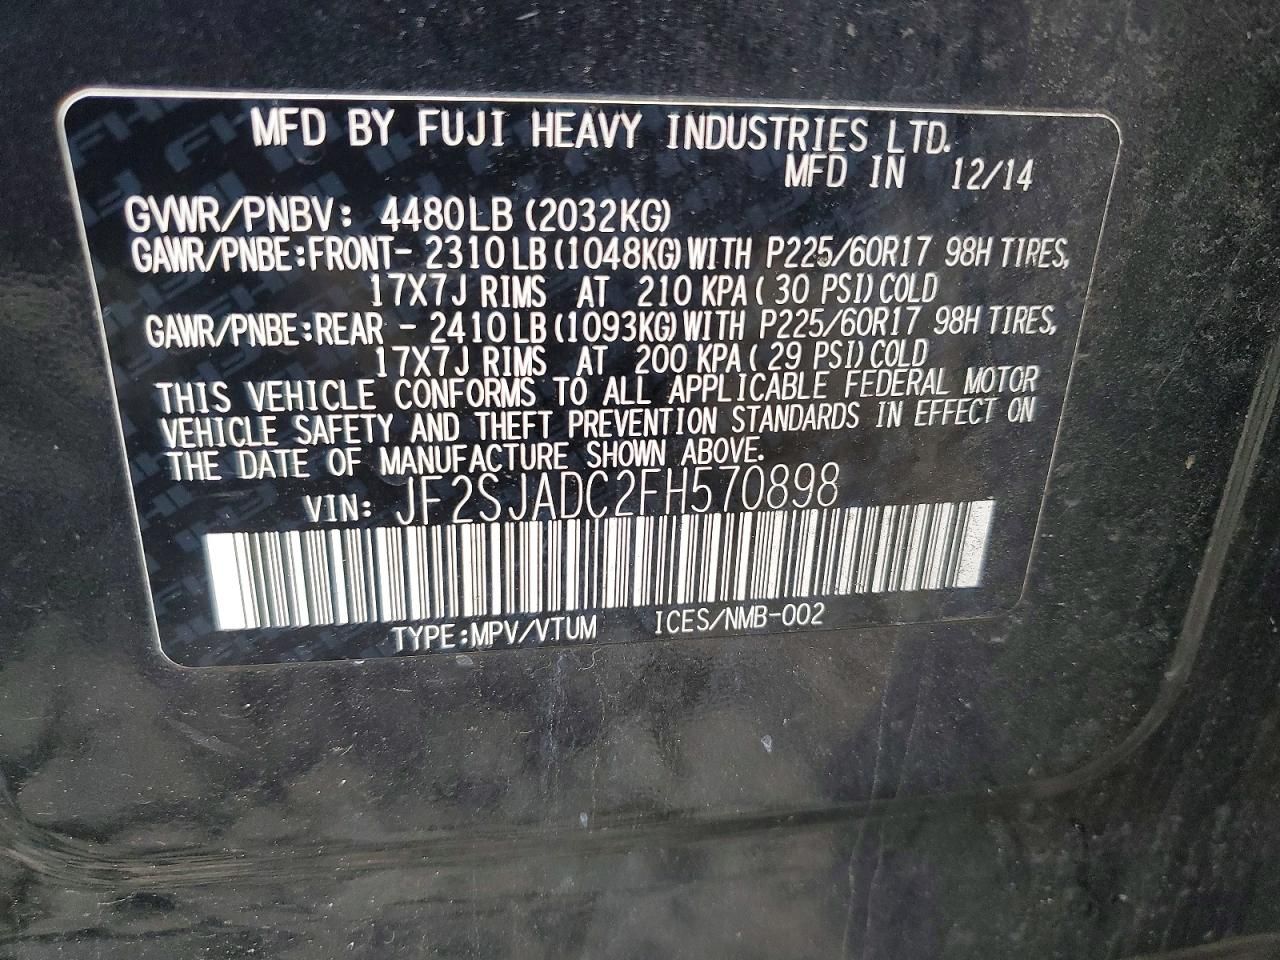 MFD BY FUJI HEAVY INDUSTRIES LTD.
MFD IN 12/14
GVWR/PNBV: 4480LB (2032KG)
GAWR/PNBE:FRONT- 2310LB (1048KG) WITH P225/60R17 98H TIRES,
17X7J RIMS AT 210 KPA ( 30 PSI) COLD
GAWR/PNBE:REAR - 2410LB (1093KG) WITH P225/60R17 98H TIRES,
17X7J RIMS AT 200 KPA ( 29 PSI) COLD
THIS VEHICLE CONFORMS TO ALL APPLICABLE FEDERAL MOTOR
VEHICLE SAFETY AND THEFT PREVENTION STANDARDS IN EFFECT ON
THE DATE OF MANUFACTURE SHOWN ABOVE.
VIN: JF2SJADC2FH570898
TYPE:MPV/VTUM ICES/NMB-002